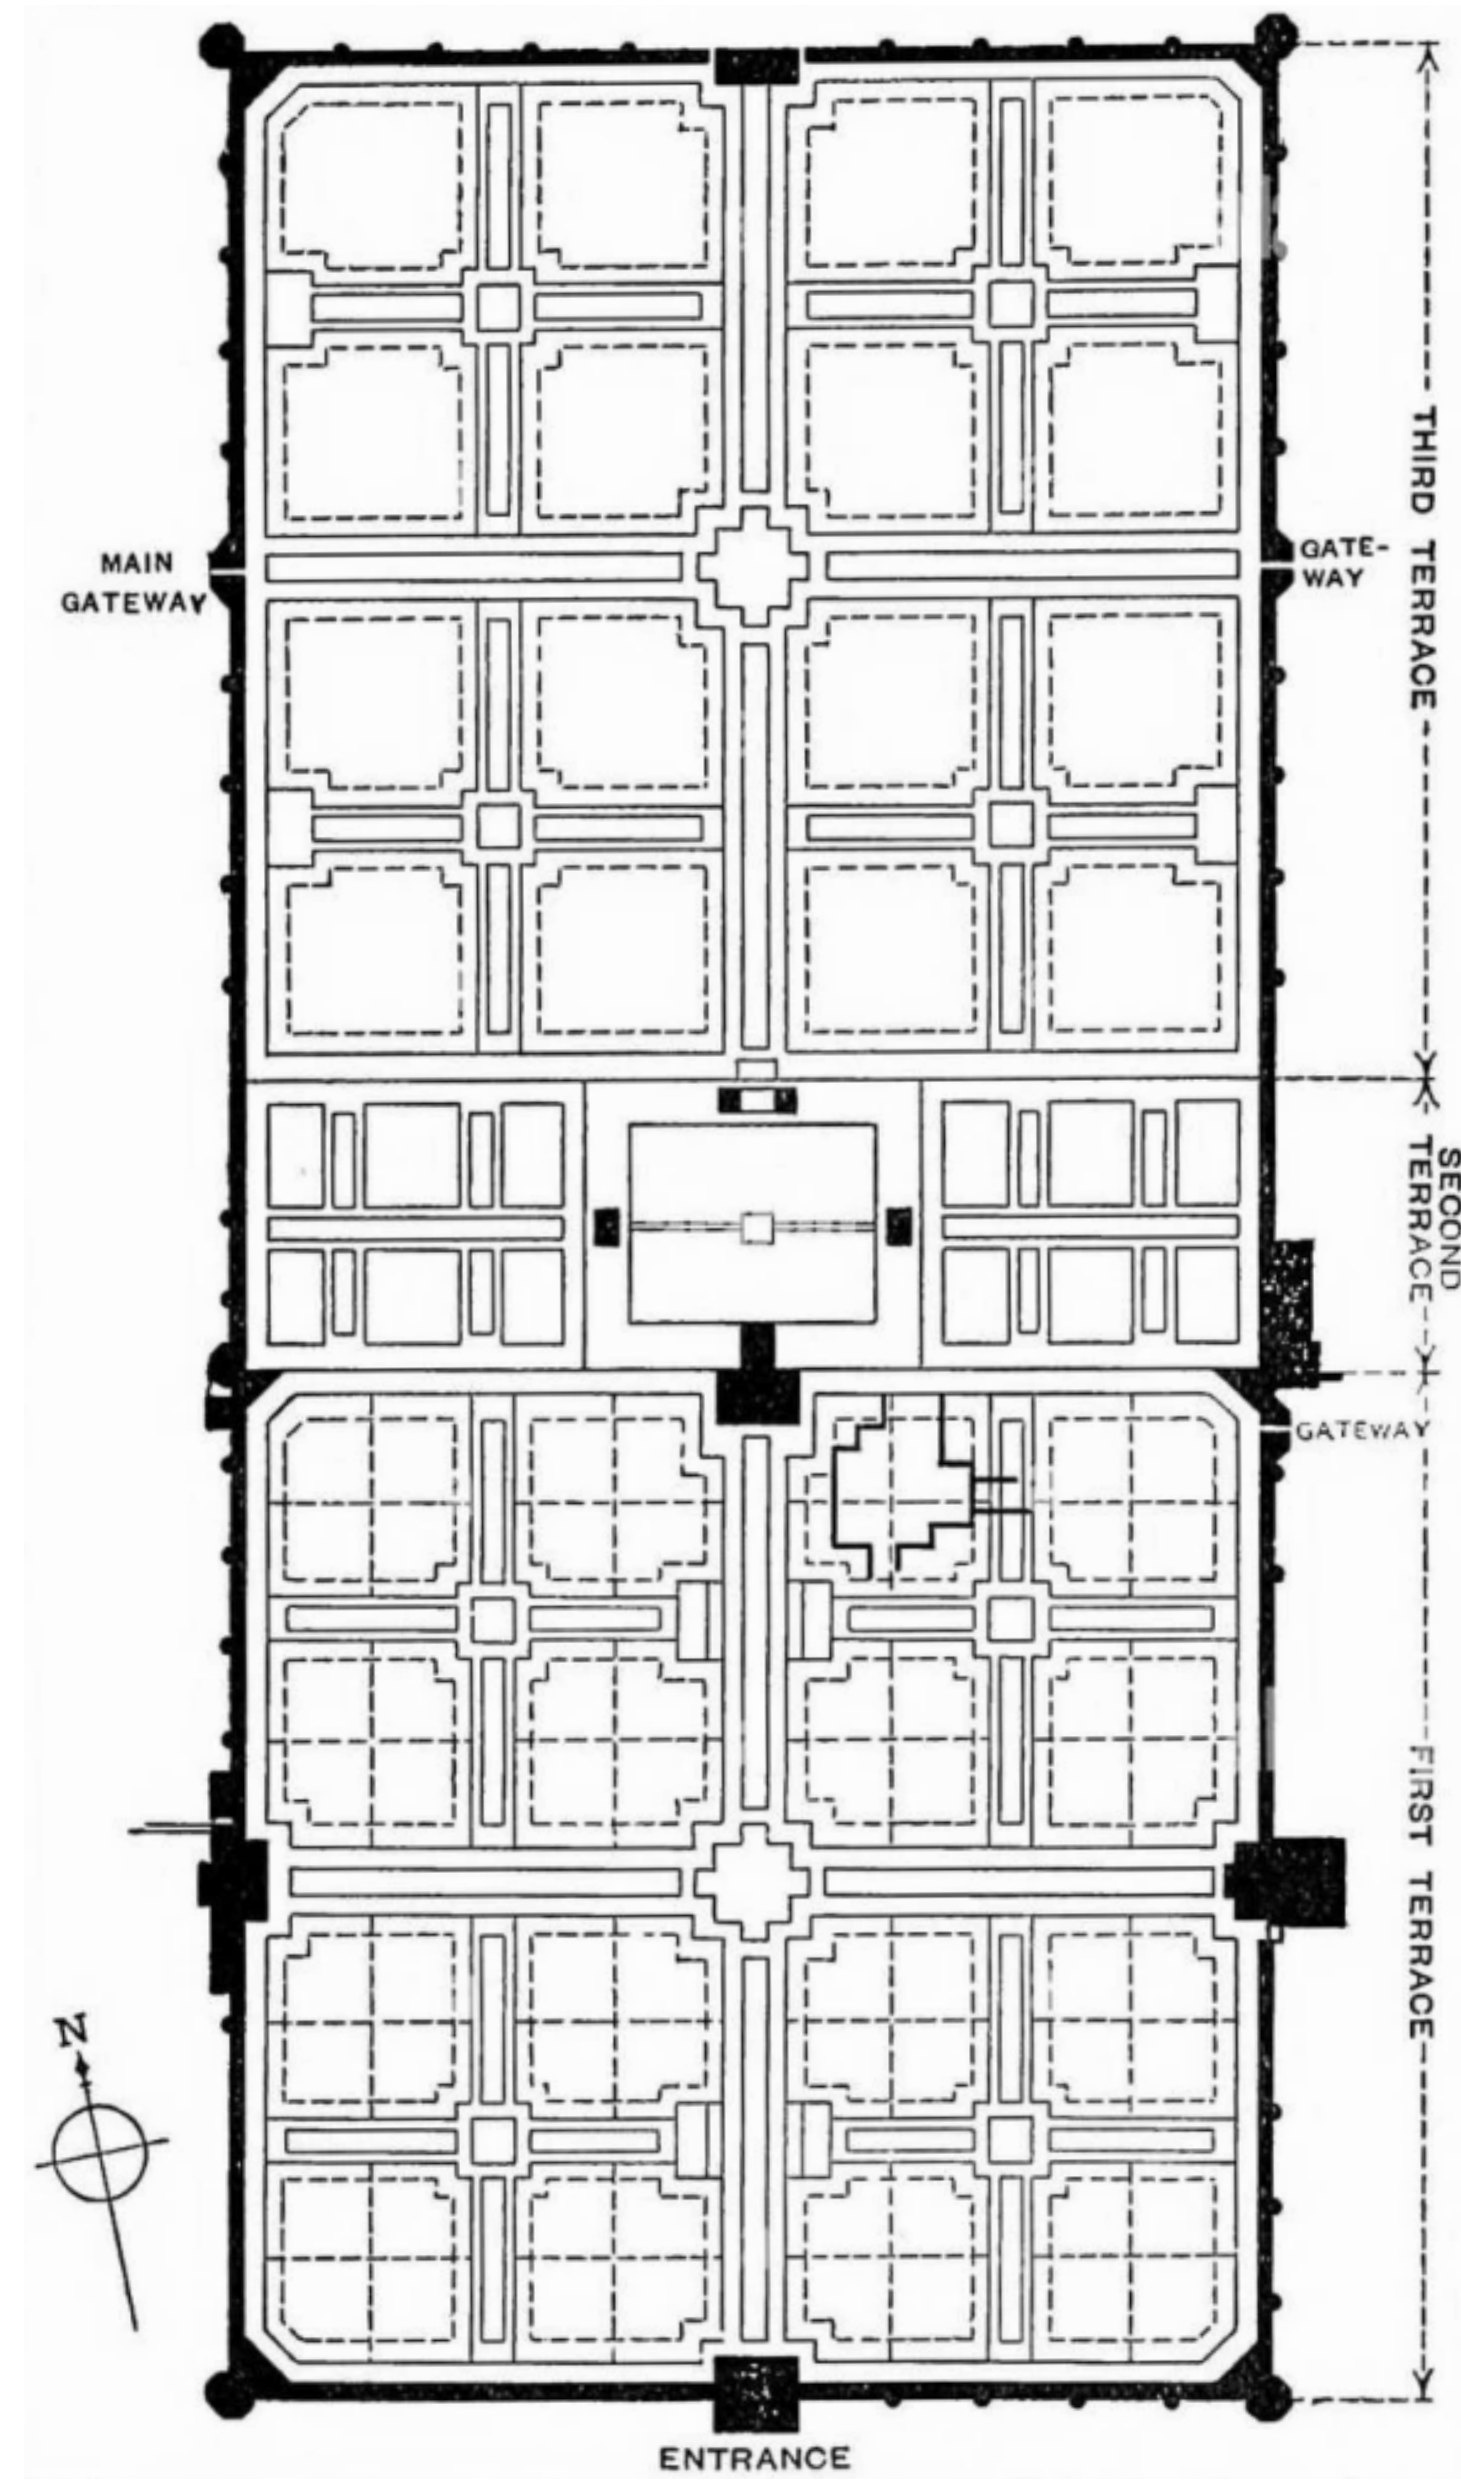 MAIN
GATEWAY
GATE-
WAY
THIRD TERRACE
SECOND
TERRACE
GATEWAY
FIRST TERRACE
N
ENTRANCE